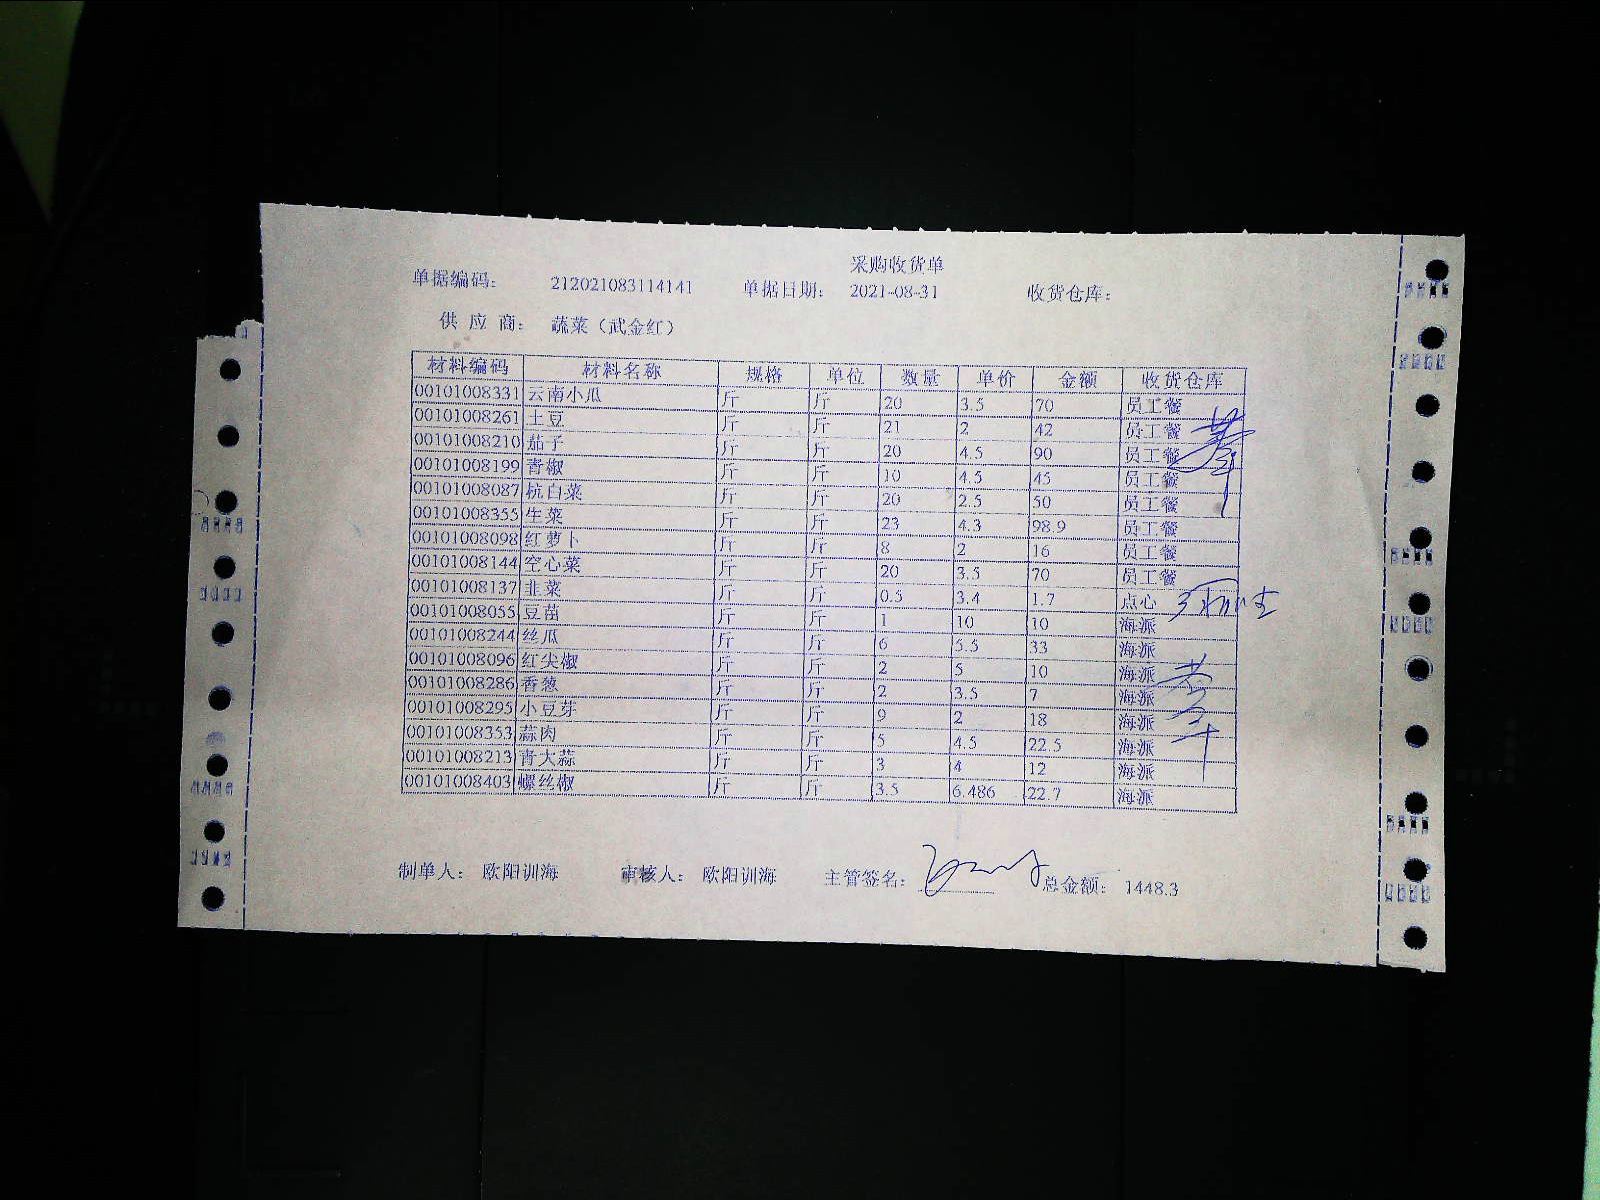 采购收货单
单据编码: 212021083114141 单据日期: 2021-08-31 收货仓库:
供 应 商: 蔬菜（武金红）
材料编码 材料名称 规格 单位 数量 单价 金额 收货仓库
00101008331 云南小瓜 斤 斤 20 3.5 70 员工餐
00101008261 土豆 斤 斤 21 2 42 员工餐
00101008210 茄子 斤 斤 20 4.5 90 员工餐
00101008199 青椒 斤 斤 10 4.5 45 员工餐
00101008087 杭白菜 斤 斤 20 2.5 50 员工餐
00101008355 生菜 斤 斤 23 4.3 98.9 员工餐
00101008098 红萝卜 斤 斤 8 2 16 员工餐
00101008144 空心菜 斤 斤 20 3.5 70 员工餐
00101008137 韭菜 斤 斤 0.5 3.4 1.7 点心
00101008055 豆苗 斤 斤 1 10 10 海派
00101008244 丝瓜 斤 斤 6 5.5 33 海派
00101008096 红尖椒 斤 斤 2 5 10 海派
00101008286 香葱 斤 斤 2 3.5 7 海派
00101008295 小豆芽 斤 斤 9 2 18 海派
00101008353 蒜肉 斤 斤 5 4.5 22.5 海派
00101008213 青大蒜 斤 斤 3 4 12 海派
00101008403 螺丝椒 斤 斤 3.5 6.486 22.7 海派
制单人: 欧阳训海 审核人: 欧阳训海 主管签名: 总金额: 1448.3